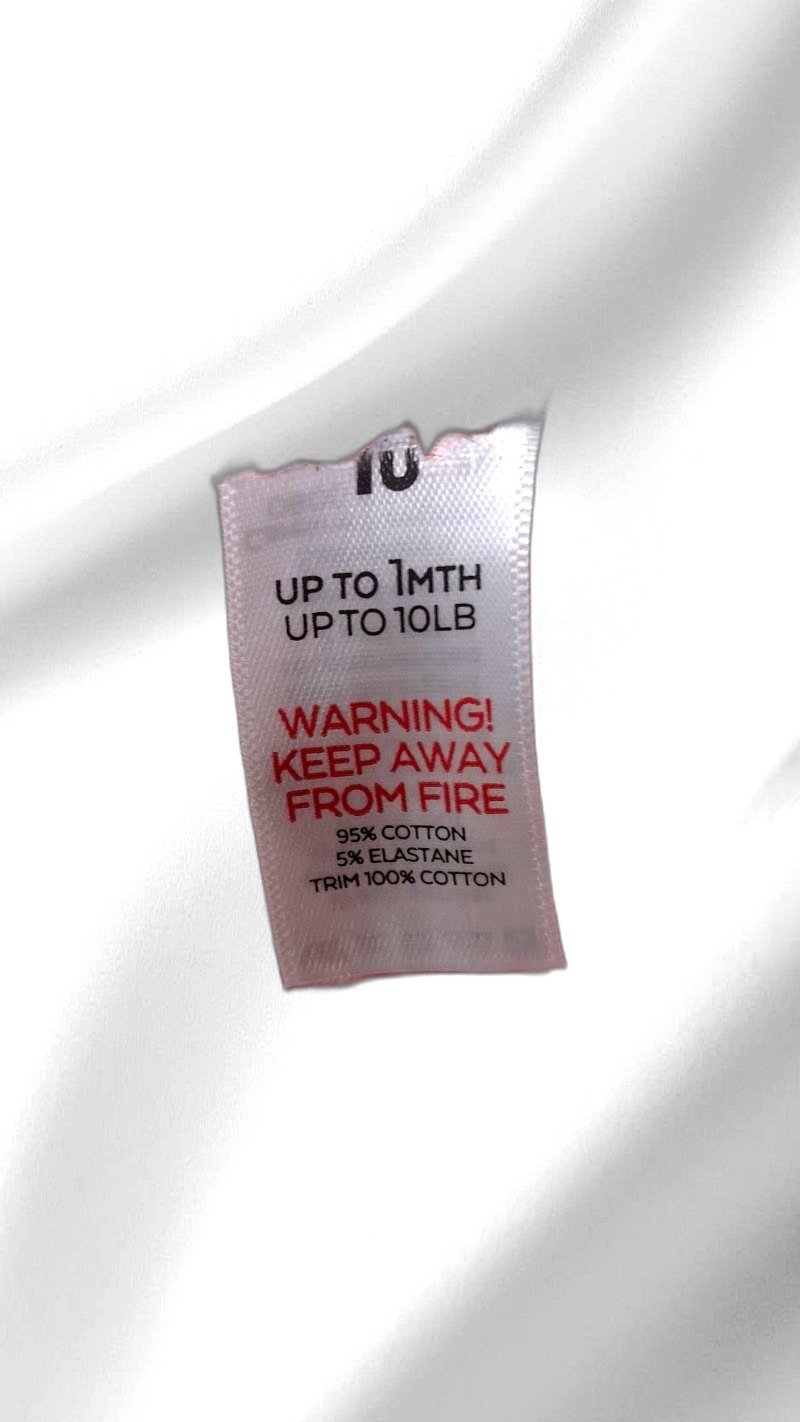 UP TO 1MTH
UP TO 10LB
WARNING!
KEEP AWAY
FROM FIRE
95% COTTON
5% ELASTANE
TRIM 100% COTTON